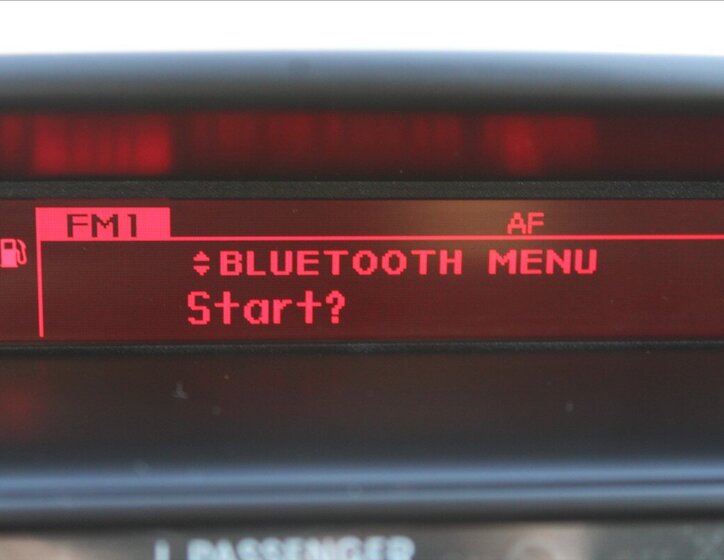 FM1
AF
BLUETOOTH MENU
Start?
PASSENGER